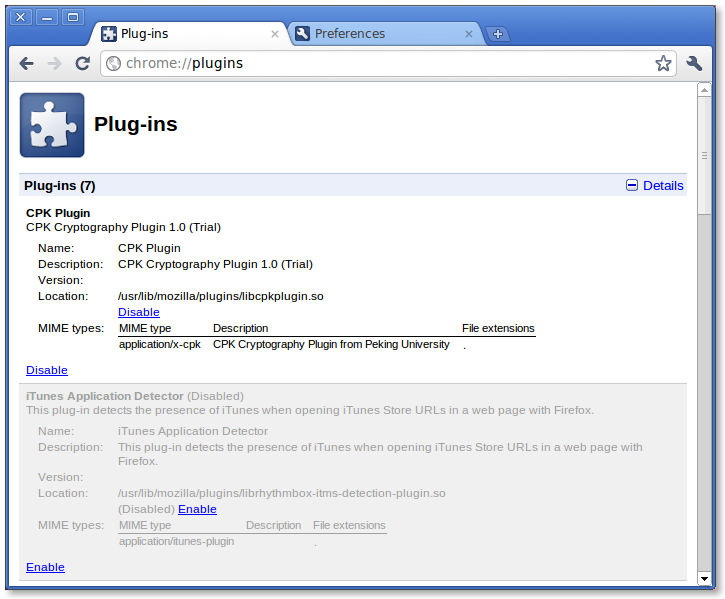 Plug-ins
Preferences
chrome://plugins
Plug-ins
Plug-ins (7)
Details
CPK Plugin
CPK Cryptography Plugin 1.0 (Trial)
Name: CPK Plugin
Description: CPK Cryptography Plugin 1.0 (Trial)
Version:
Location: /usr/lib/mozilla/plugins/libcpkplugin.so
Disable
MIME types: MIME type Description File extensions
application/x-cpk CPK Cryptography Plugin from Peking University .
Disable
iTunes Application Detector (Disabled)
This plug-in detects the presence of iTunes when opening iTunes Store URLs in a web page with Firefox.
Name: iTunes Application Detector
Description: This plug-in detects the presence of iTunes when opening iTunes Store URLs in a web page with
Firefox.
Version:
Location: /usr/lib/mozilla/plugins/librhythmbox-itms-detection-plugin.so
(Disabled) Enable
MIME types: MIME type Description File extensions
application/itunes-plugin .
Enable